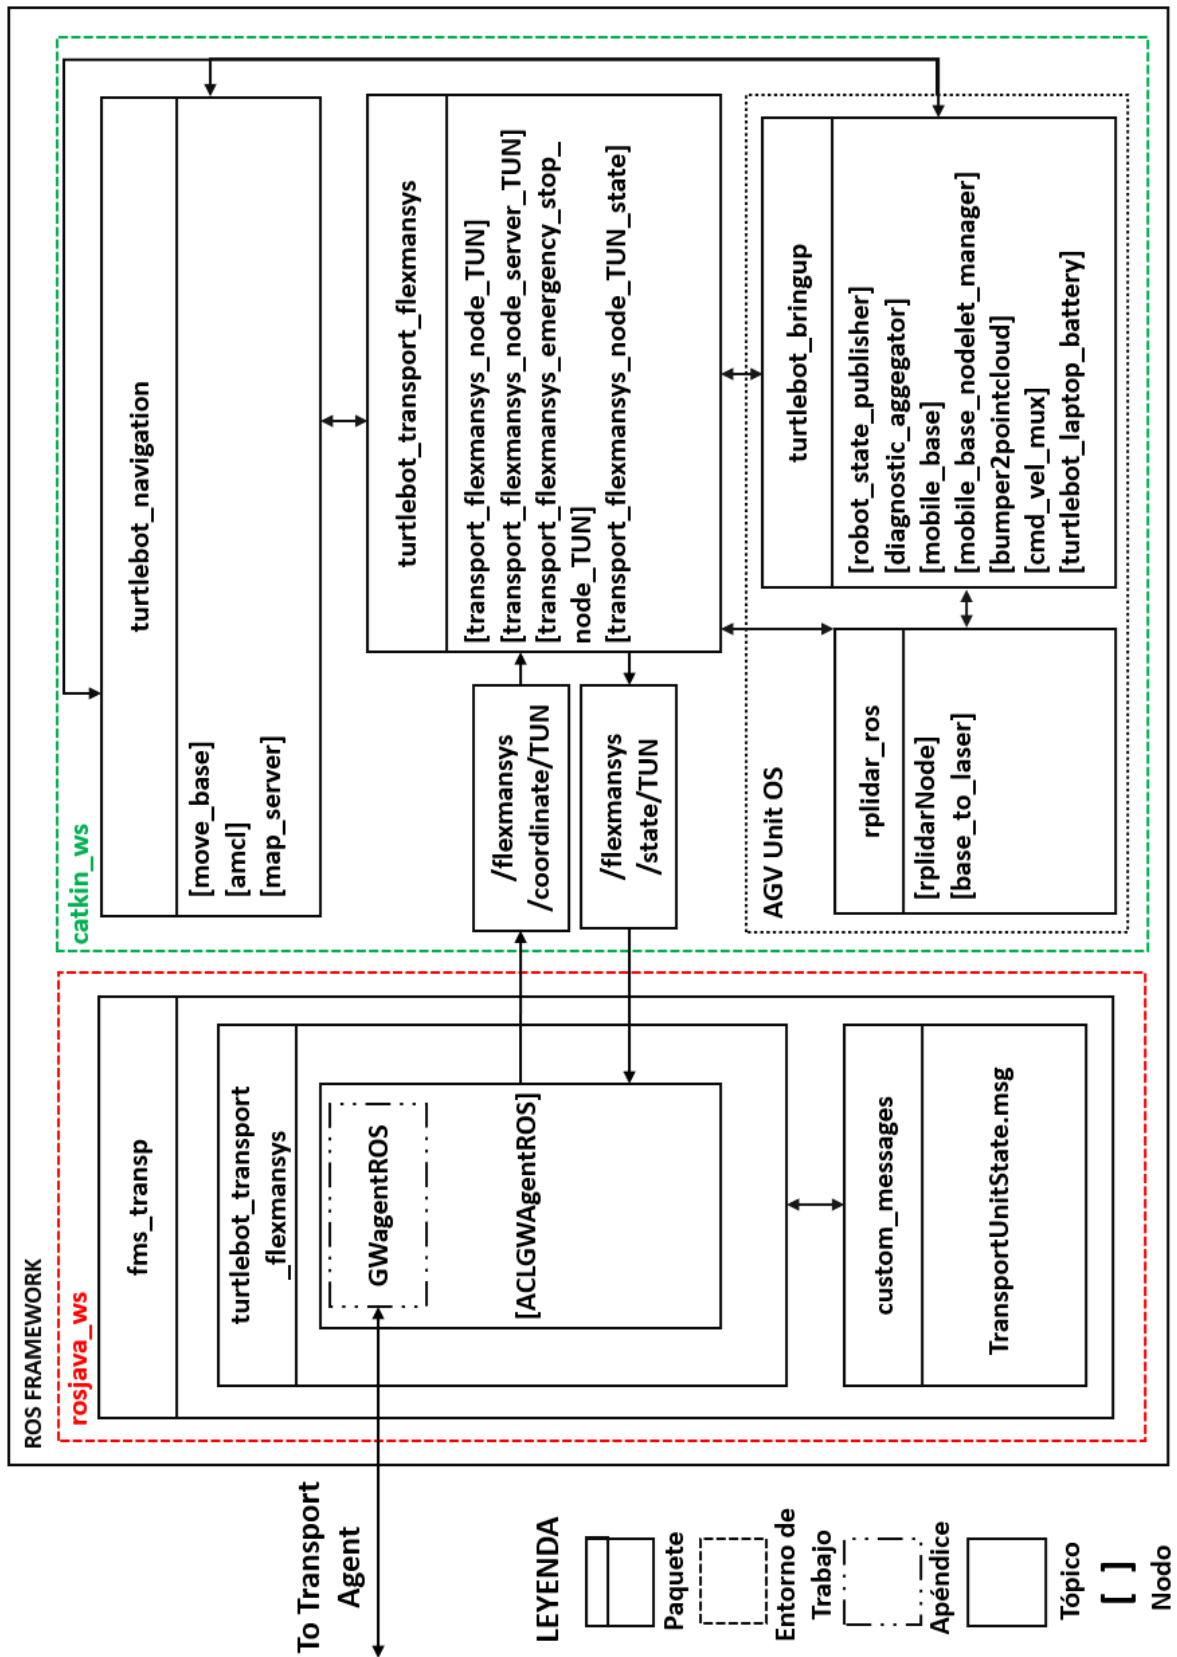 ROS FRAMEWORK
rosjava_ws
fms_transp
turtlebot_transport
_flexmansys
GWagentROS
[ACLGWAgentROS]
custom_messages
TransportUnitState.msg
To Transport
Agent
catkin_ws
turtlebot_navigation
[move_base]
[amcl]
[map_server]
/flexmansys
/coordinate/TUN
/flexmansys
/state/TUN
turtlebot_transport_flexmansys
[transport_flexmansys_node_TUN]
[transport_flexmansys_node_server_TUN]
[transport_flexmansys_emergency_stop_
node_TUN]
[transport_flexmansys_node_TUN_state]
AGV Unit OS
rplidar_ros
[rplidarNode]
[base_to_laser]
turtlebot_bringup
[robot_state_publisher]
[diagnostic_aggegator]
[mobile_base]
[mobile_base_nodelet_manager]
[bumper2pointcloud]
[cmd_vel_mux]
[turtlebot_laptop_battery]
LEYENDA
Paquete
Entorno de
Trabajo
Apéndice
Tópico
[ ]
Nodo